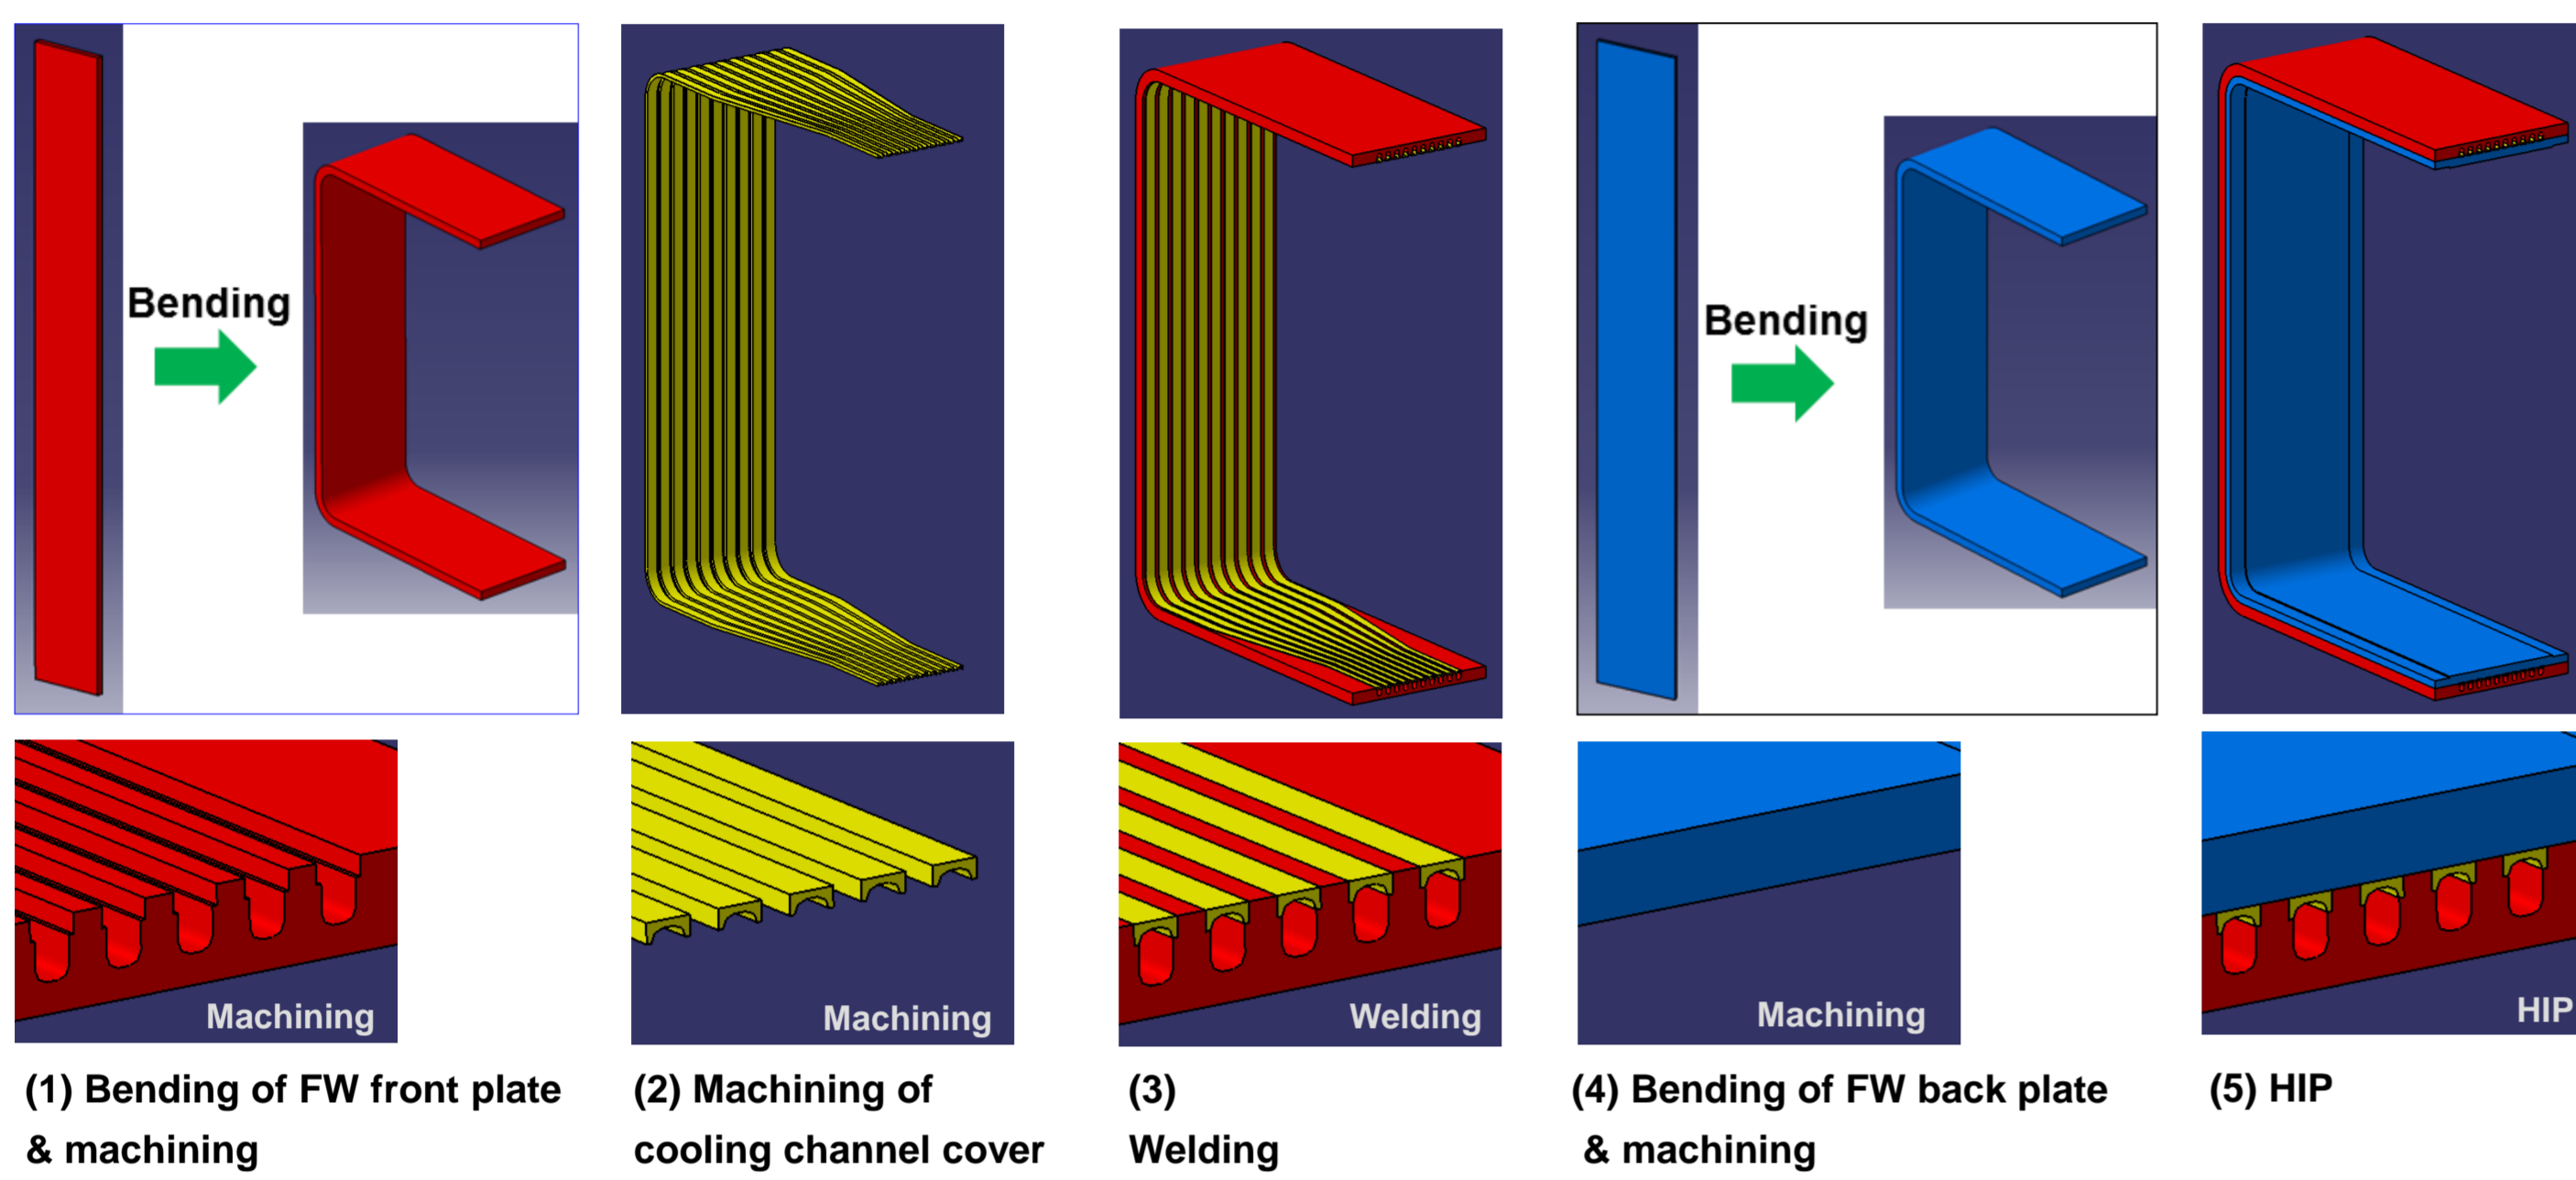 Bending
Bending
Machining
Machining
Welding
Machining
HIP
(1) Bending of FW front plate
& machining
(2) Machining of
cooling channel cover
(3)
Welding
(4) Bending of FW back plate
& machining
(5) HIP